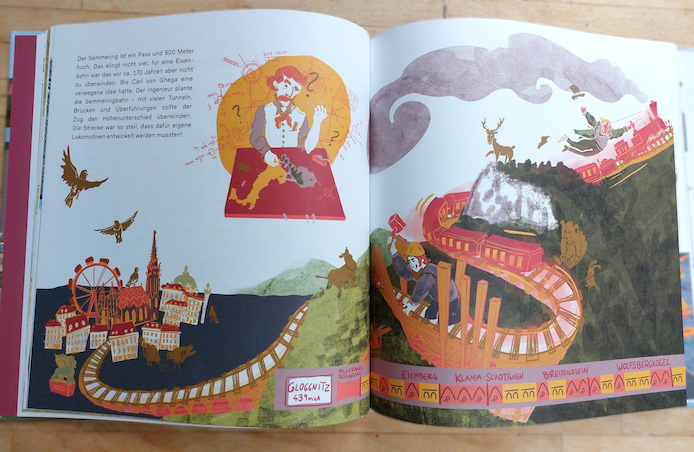 Der Semmering ist ein Pass und 900 Meter
hoch. Das klingt nicht viel, für eine Eisen-
bahn war das vor ca. 170 Jahren aber nicht
zu überwinden. Bis Carl von Ghega eine
verwegene Idee hatte. Der Ingenieur plante
die Semmeringbahn – mit vielen Tunneln,
Brücken und Überführungen sollte der
Zug den Höhenunterschied überwinden.
Die Strecke war so steil, dass dafür eigene
Lokomotiven entwickelt werden mussten!
GLOGGNITZ
439
EICHBERG
KLAMM-SCHOTTWIEN
BREITENSTEIN
WOLFSBERGKOGEL